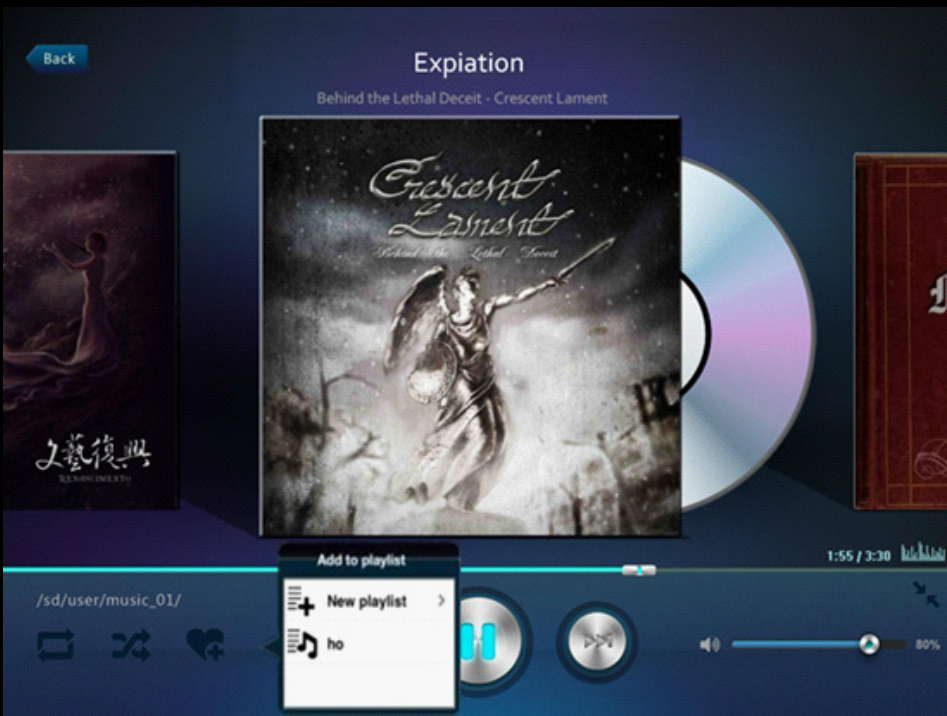 Back
Expiation
Behind the Lethal Deceit - Crescent Lament
Crescent
Lament
Behind the Lethal Deceit
文藝復興
RENASCIMENTO
1:55 / 3:30
Add to playlist
/sd/user/music_01/
New playlist
ho
80%